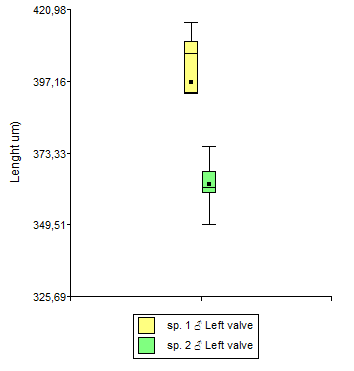 420,98
397,16
373,33
349,51
325,69
Lenght um)
sp. 1 ♂ Left valve
sp. 2 ♂ Left valve